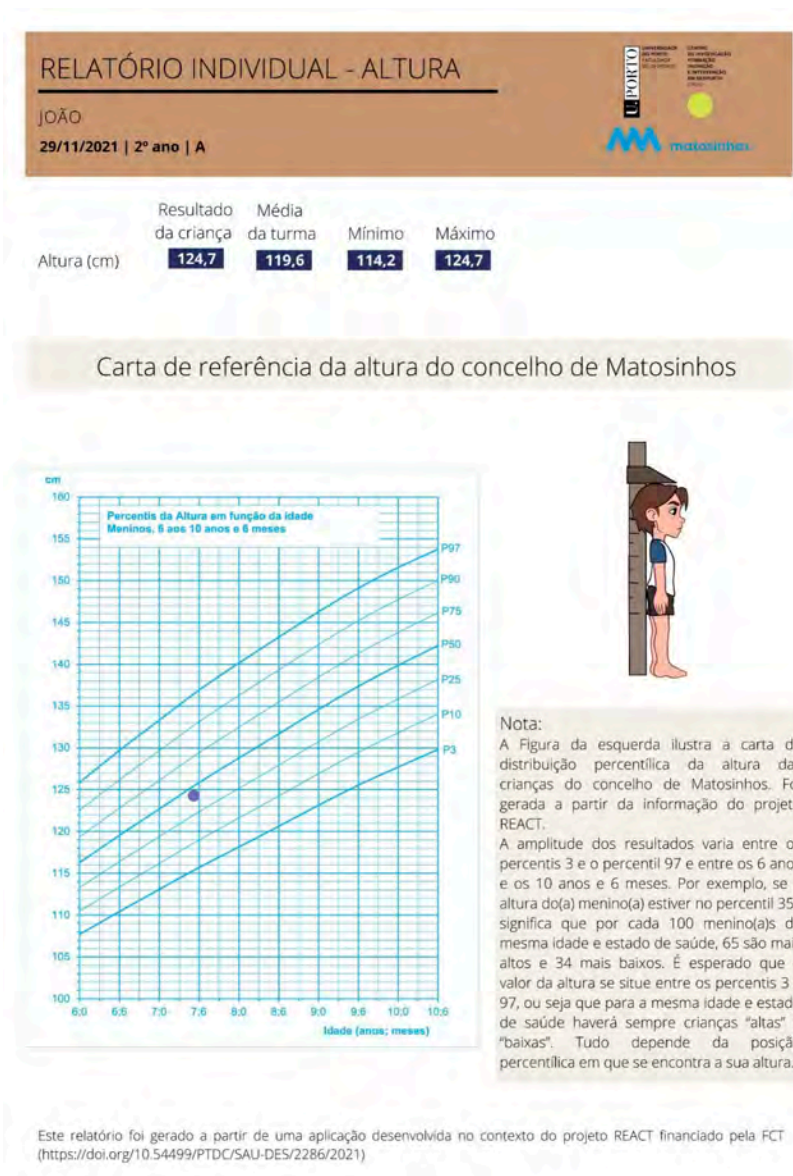 RELATÓRIO INDIVIDUAL - ALTURA
JOÃO
29/11/2021 | 2º ano | A
U.PORTO
matosinhos
Resultado da criança
Média da turma
Mínimo
Máximo
Altura (cm)
124,7
119,6
114,2
124,7
Carta de referência da altura do concelho de Matosinhos
cm
Percentis da Altura em função da idade
Meninos, 6 aos 10 anos e 6 meses
160
155
150
145
140
135
130
125
120
115
110
105
100
P97
P90
P75
P50
P25
P10
P3
6;0 6;6 7;0 7;6 8;0 8;6 9;0 9;6 10;0 10;6
Idade (anos; meses)
Nota:
A Figura da esquerda ilustra a carta d
distribuição percentílica da altura da
crianças do concelho de Matosinhos. Fo
gerada a partir da informação do projet
REACT.
A amplitude dos resultados varia entre o
percentis 3 e o percentil 97 e entre os 6 ano
e os 10 anos e 6 meses. Por exemplo, se
altura do(a) menino(a) estiver no percentil 35
significa que por cada 100 menino(a)s d
mesma idade e estado de saúde, 65 são mai
altos e 34 mais baixos. É esperado que
valor da altura se situe entre os percentis 3
97, ou seja que para a mesma idade e estad
de saúde haverá sempre crianças "altas"
"baixas". Tudo depende da posiçã
percentílica em que se encontra a sua altura.
Este relatório foi gerado a partir de uma aplicação desenvolvida no contexto do projeto REACT financiado pela FCT
(https://doi.org/10.54499/PTDC/SAU-DES/2286/2021)